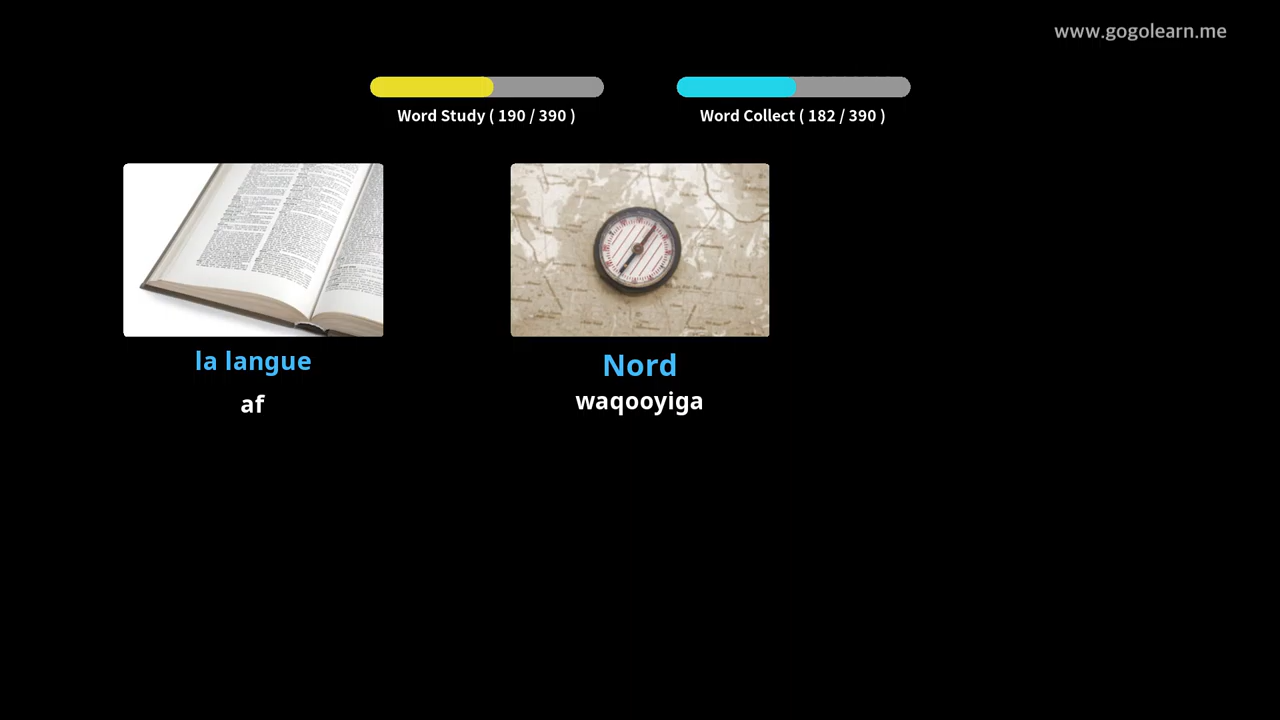 www.gogolearn.me
Word Study ( 190 / 390 )
Word Collect ( 182 / 390 )
la langue
af
Nord
waqooyiga